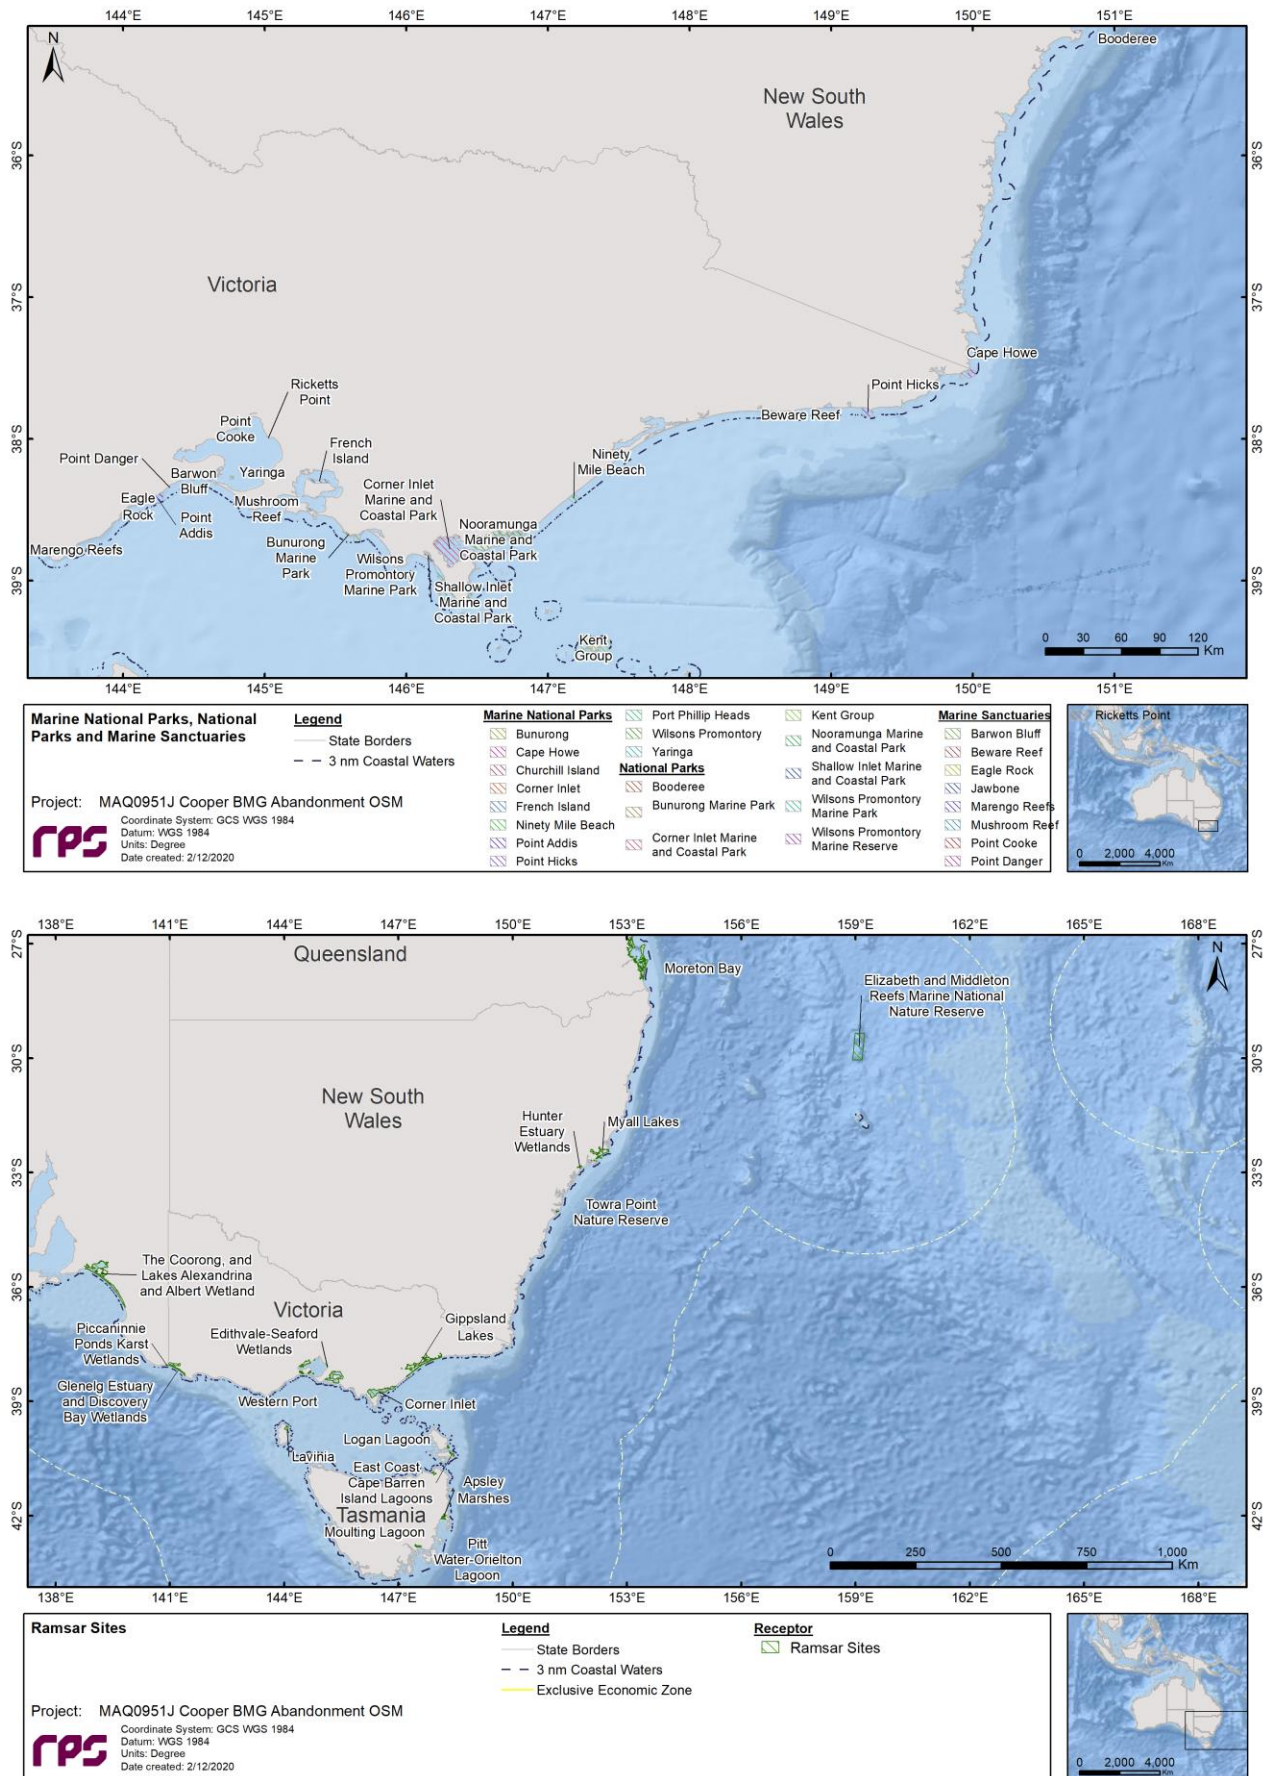 144°E 145°E 146°E 147°E 148°E 149°E 150°E 151°E
N
Booderee
New South
Wales
36°S 36°S
Victoria
37°S 37°S
Cape Howe
Point Hicks
Ricketts
Point
Beware Reef
Point
Cooke
38°S 38°S
French
Island
Point Danger
Ninety
Mile Beach
Barwon
Bluff
Yaringa
Corner Inlet
Marine and
Coastal Park
Eagle
Rock
Mushroom
Reef
Point
Addis
Nooramunga
Marine and
Coastal Park
Marengo Reefs
Bunurong
Marine
Park
Wilsons
Promontory
Marine Park
39°S 39°S
Shallow Inlet
Marine and
Coastal Park
Kent
Group
0 30 60 90 120
Km
144°E 145°E 146°E 147°E 148°E 149°E 150°E 151°E
Marine National Parks, National
Parks and Marine Sanctuaries
Project: MAQ0951J Cooper BMG Abandonment OSM
rps
Coordinate System: GCS WGS 1984
Datum: WGS 1984
Units: Degree
Date created: 2/12/2020
Legend
State Borders
3 nm Coastal Waters
Marine National Parks
Bunurong
Cape Howe
Churchill Island
Corner Inlet
French Island
Ninety Mile Beach
Point Addis
Point Hicks
Port Phillip Heads
Wilsons Promontory
Yaringa
National Parks
Booderee
Bunurong Marine Park
Corner Inlet Marine
and Coastal Park
Kent Group
Nooramunga Marine
and Coastal Park
Shallow Inlet Marine
and Coastal Park
Wilsons Promontory
Marine Park
Wilsons Promontory
Marine Reserve
Marine Sanctuaries
Barwon Bluff
Beware Reef
Eagle Rock
Jawbone
Marengo Reefs
Mushroom Reef
Point Cooke
Point Danger
Ricketts Point
0 2,000 4,000
Km
138°E 141°E 144°E 147°E 150°E 153°E 156°E 159°E 162°E 165°E 168°E
27°S 27°S
Queensland
N
Moreton Bay
Elizabeth and Middleton
Reefs Marine National
Nature Reserve
30°S 30°S
New South
Wales
Hunter
Estuary
Wetlands
Myall Lakes
33°S 33°S
Towra Point
Nature Reserve
The Coorong, and
Lakes Alexandrina
and Albert Wetland
36°S 36°S
Victoria
Piccaninnie
Ponds Karst
Wetlands
Edithvale-Seaford
Wetlands
Gippsland
Lakes
Glenelg Estuary
and Discovery
Bay Wetlands
39°S 39°S
Western Port
Corner Inlet
Logan Lagoon
Lavinia
East Coast
Cape Barren
Island Lagoons
Apsley
Marshes
Tasmania
42°S 42°S
Moulting Lagoon
Pitt
Water-Orielton
Lagoon
0 250 500 750 1,000
Km
138°E 141°E 144°E 147°E 150°E 153°E 156°E 159°E 162°E 165°E 168°E
Ramsar Sites
Project: MAQ0951J Cooper BMG Abandonment OSM
rps
Coordinate System: GCS WGS 1984
Datum: WGS 1984
Units: Degree
Date created: 2/12/2020
Legend
State Borders
3 nm Coastal Waters
Exclusive Economic Zone
Receptor
Ramsar Sites
0 2,000 4,000
Km